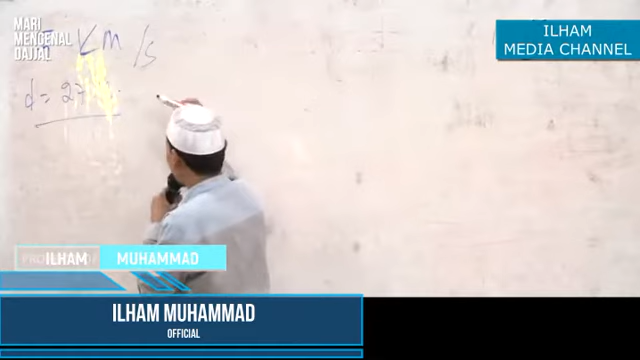 MARI
MENGENAL
DAJJAL
ILHAM
MEDIA CHANNEL
KM/s
d = 27
ILHAM MUHAMMAD
ILHAM MUHAMMAD
OFFICIAL